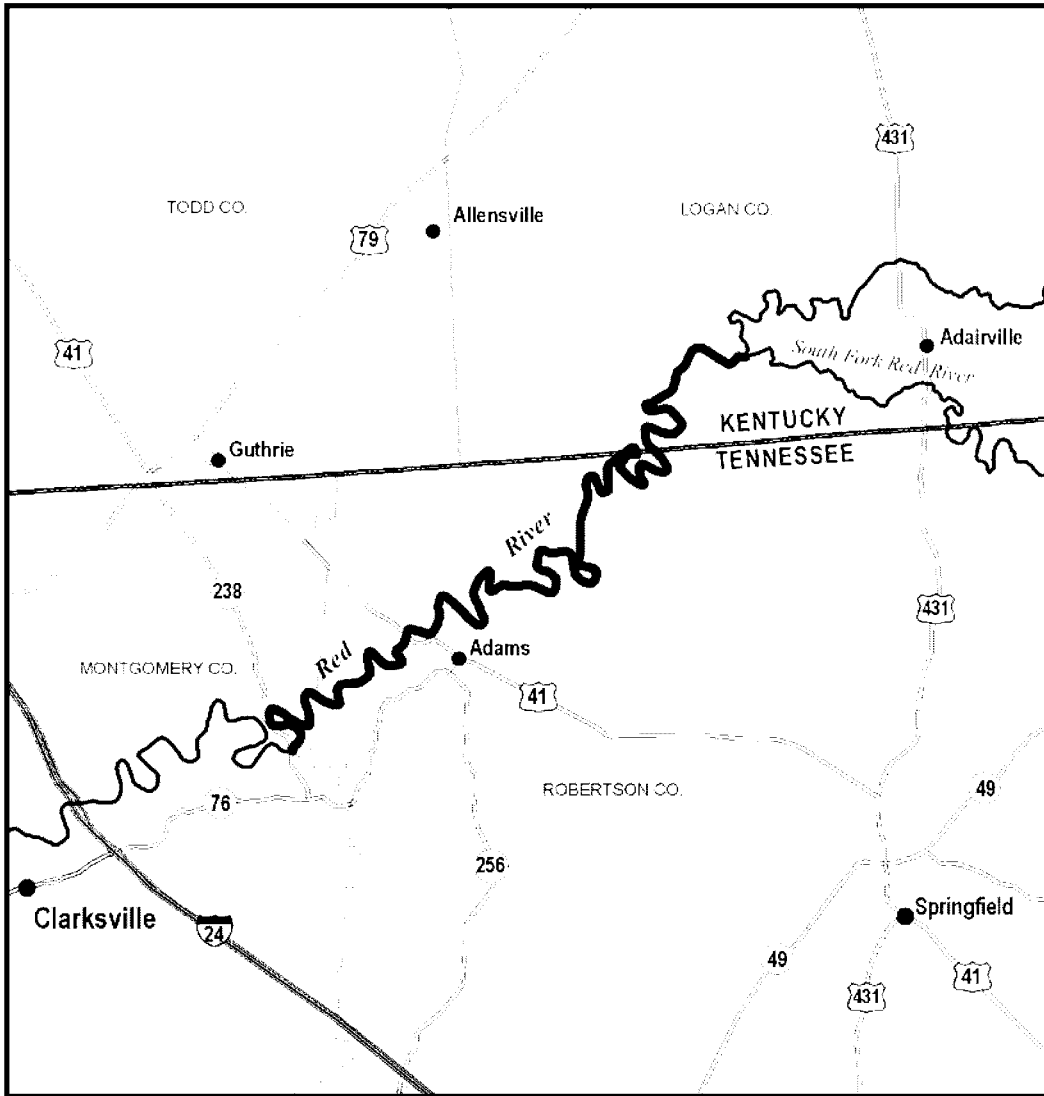 431
TODD CO.
Allensville
LOGAN CO.
79
41
Adairville
South Fork Red River
KENTUCKY
TENNESSEE
Guthrie
River
238
431
Red
Adams
MONTGOMERY CO.
41
ROBERTSON CO.
49
76
256
Clarksville
Springfield
24
49
41
431